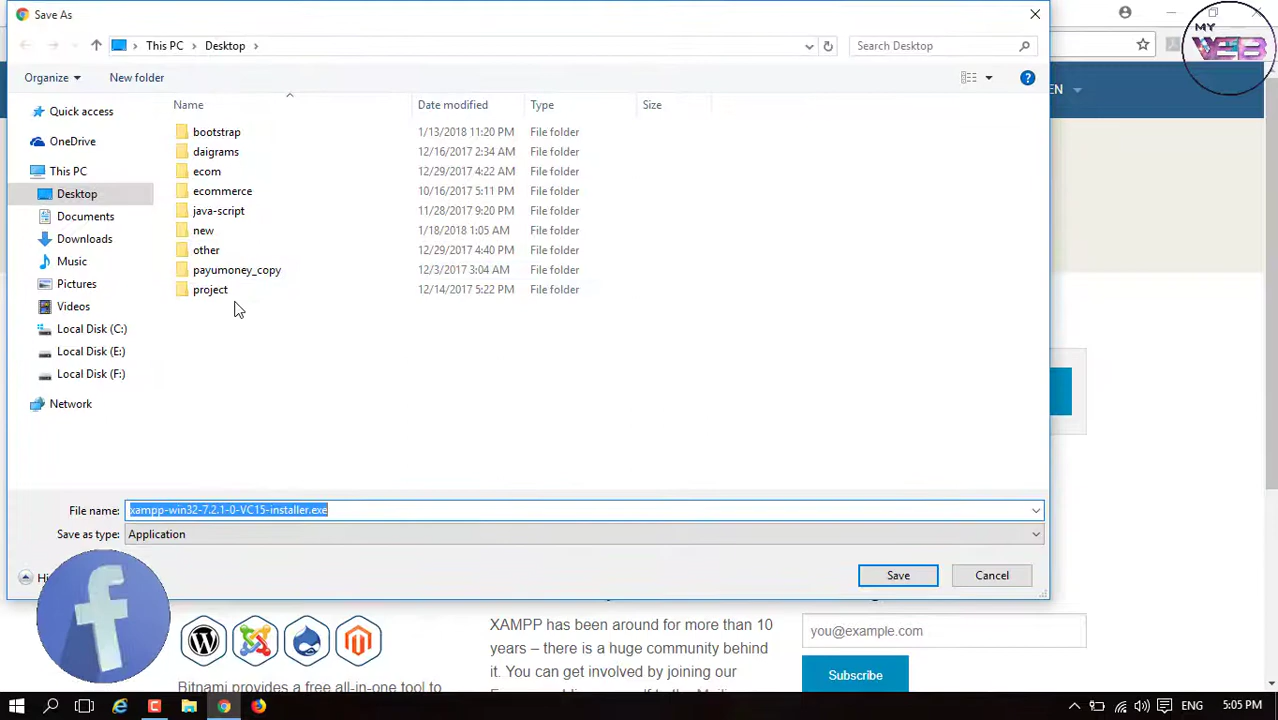 Save As
MY
WEB
This PC
Desktop
Search Desktop
EN
Organize
New folder
Name
Date modified
Type
Size
Quick access
OneDrive
This PC
Desktop
Documents
Downloads
Music
Pictures
Videos
Local Disk (C:)
Local Disk (E:)
Local Disk (F:)
Network
bootstrap 1/13/2018 11:20 PM File folder
daigrams 12/16/2017 2:34 AM File folder
ecom 12/29/2017 4:22 AM File folder
ecommerce 10/16/2017 5:11 PM File folder
java-script 11/28/2017 9:20 PM File folder
new 1/18/2018 1:05 AM File folder
other 12/29/2017 4:40 PM File folder
payumoney_copy 12/3/2017 3:04 AM File folder
project 12/14/2017 5:22 PM File folder
File name: xampp-win32-7.2.1-0-VC15-installer.exe
Save as type: Application
Save
Cancel
XAMPP has been around for more than 10
years – there is a huge community behind
it. You can get involved by joining our
Bitnami provides a free all-in-one tool to
you@example.com
Subscribe
ENG
5:05 PM